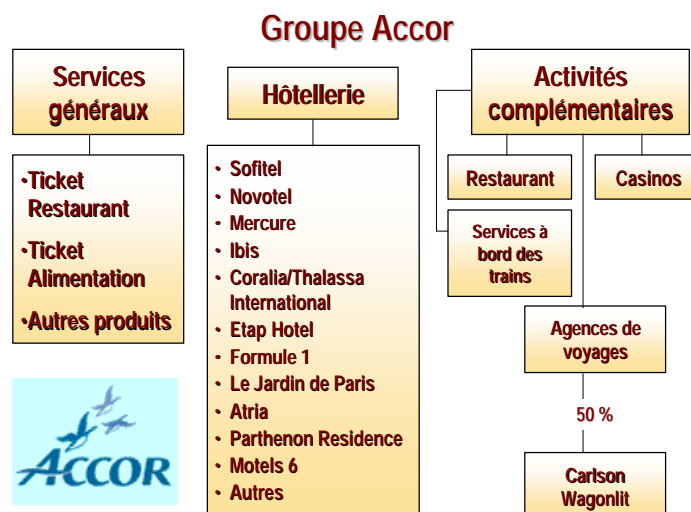 Groupe Accor
Services
généraux
•Ticket
Restaurant
•Ticket
Alimentation
•Autres produits
ACCOR
Hôtellerie
• Sofitel
• Novotel
• Mercure
• Ibis
• Coralia/Thalassa
International
• Etap Hotel
• Formule 1
• Le Jardin de Paris
• Atria
• Parthenon Residence
• Motels 6
• Autres
Activités
complémentaires
Restaurant
Casinos
Services à
bord des
trains
Agences de
voyages
50 %
Carlson
Wagonlit